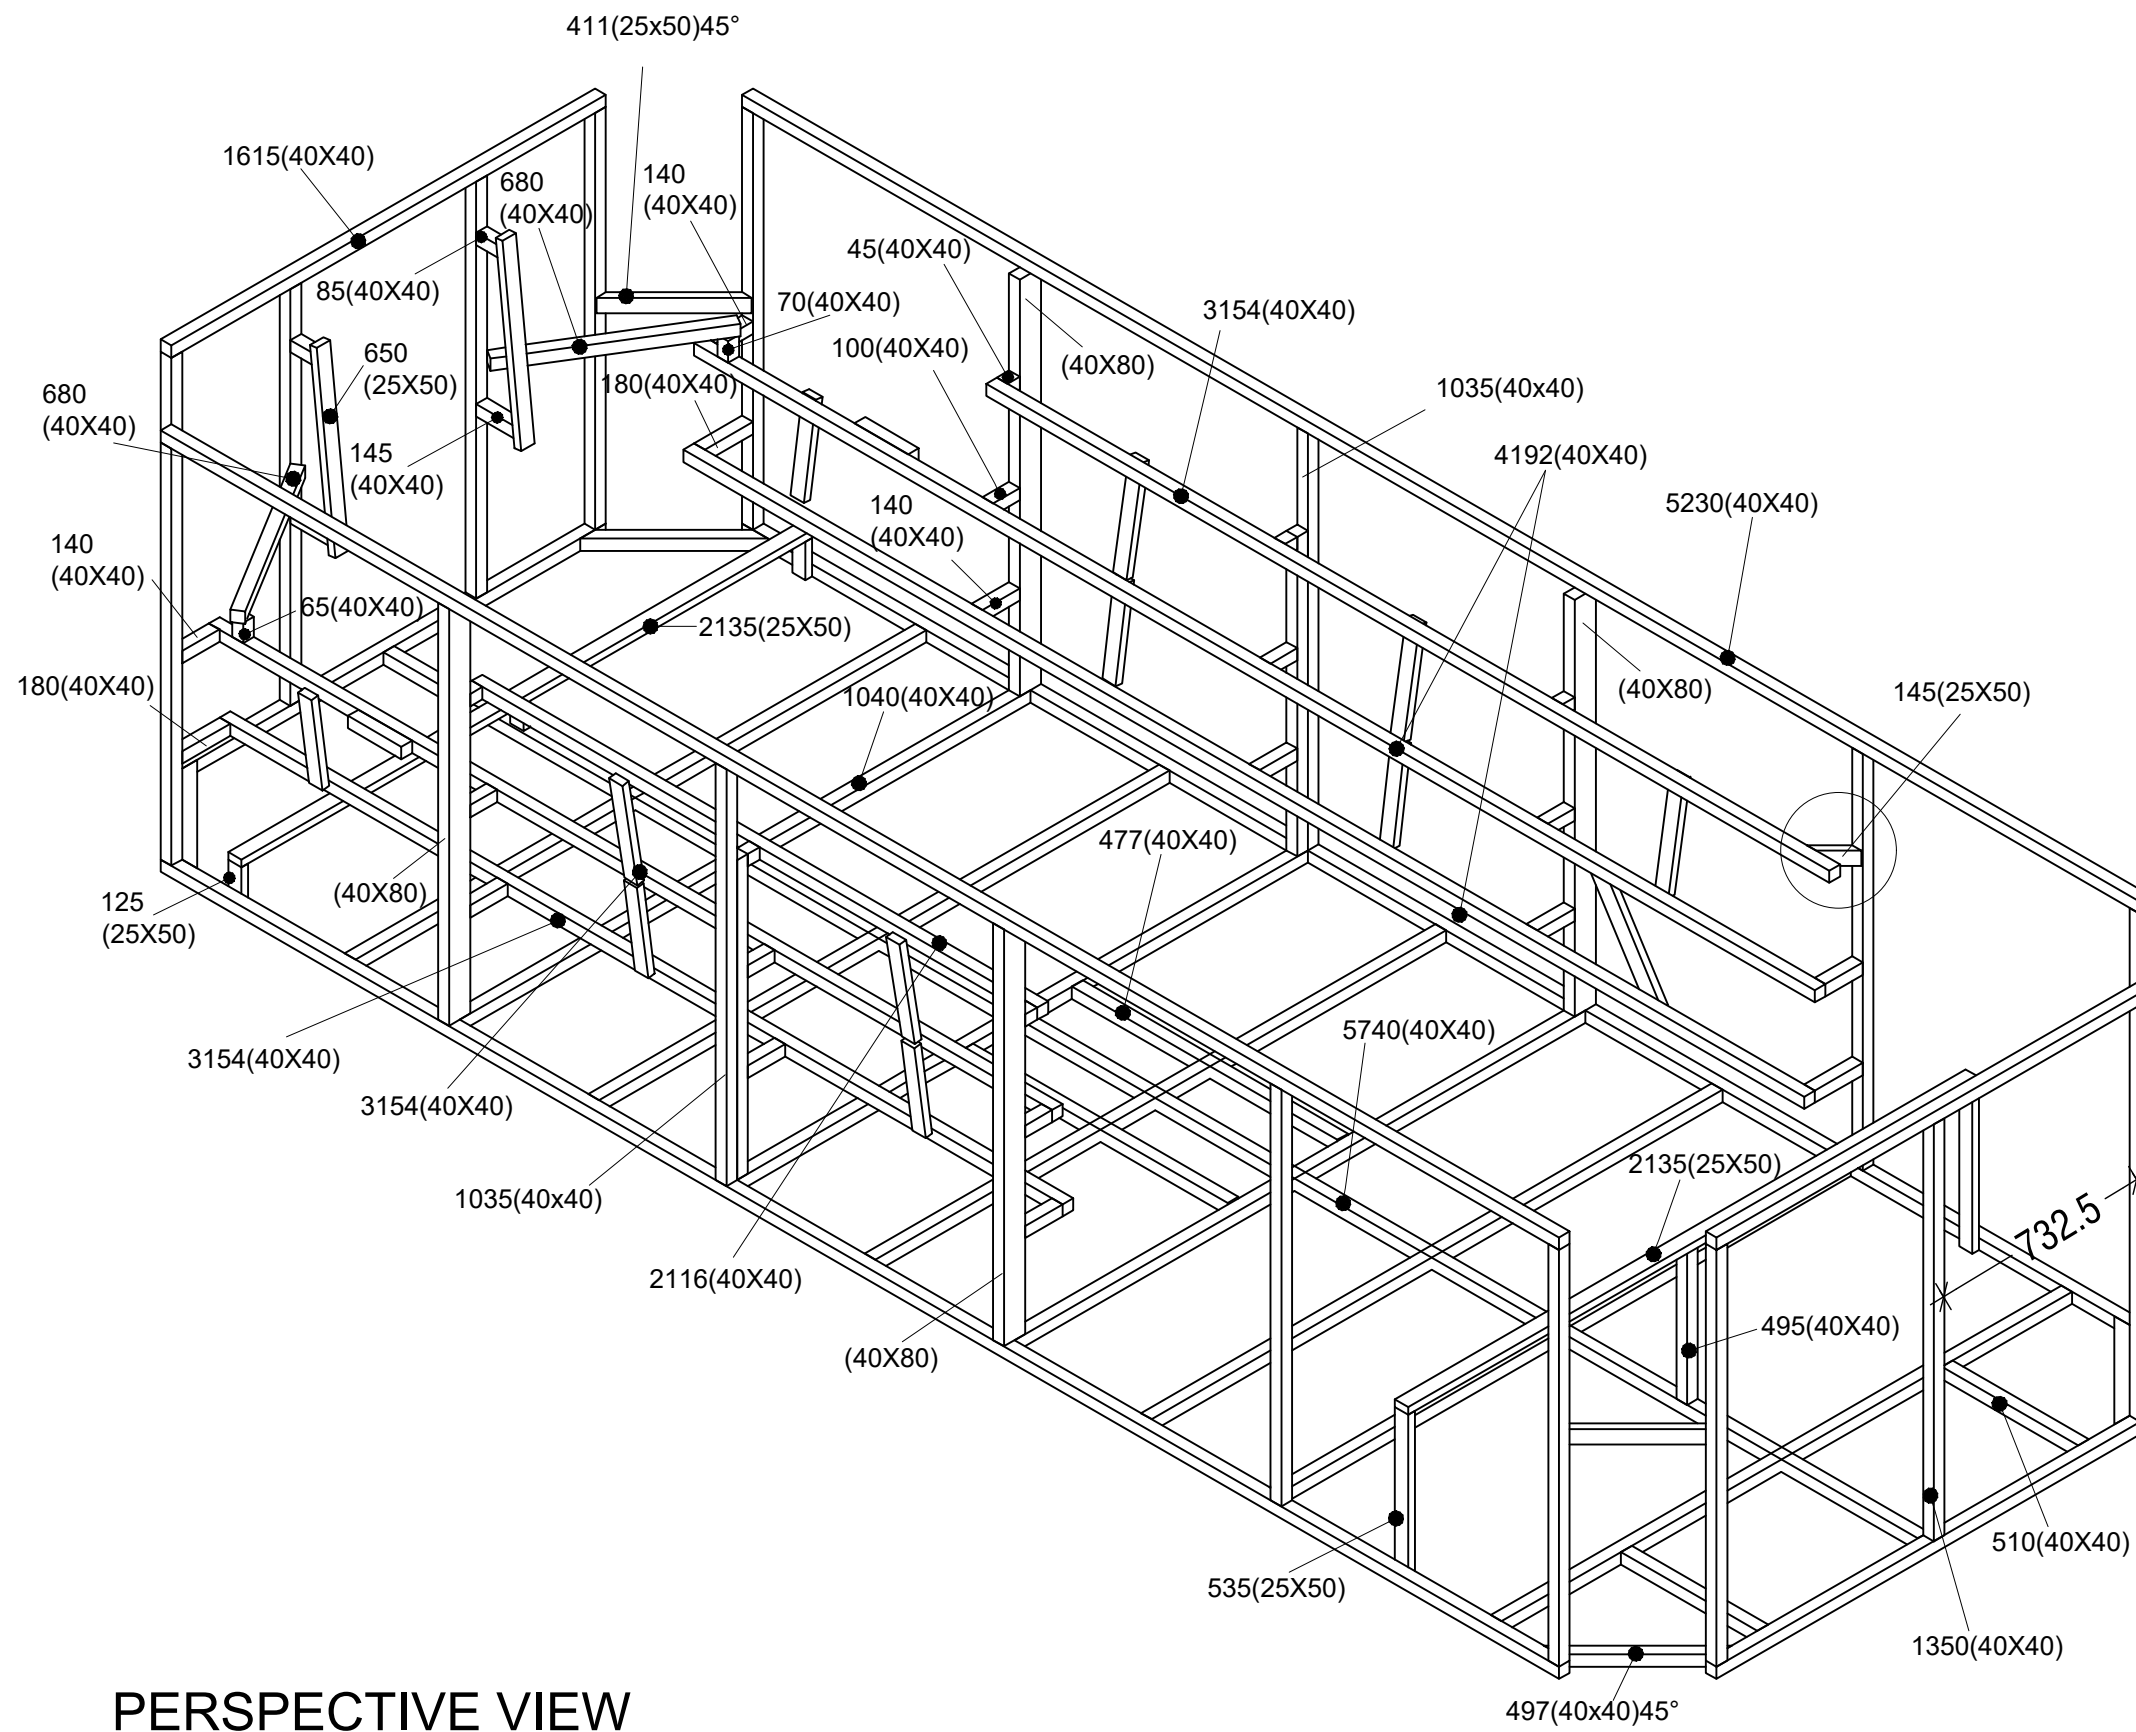 411(25x50)45°
1615(40X40)
680
(40X40)
140
(40X40)
85(40X40)
45(40X40)
70(40X40)
3154(40X40)
100(40X40)
(40X80)
650
(25X50)
180(40X40)
1035(40x40)
680
(40X40)
145
(40X40)
4192(40X40)
5230(40X40)
140
(40X40)
140
(40X40)
65(40X40)
2135(25X50)
180(40X40)
1040(40X40)
(40X80)
145(25X50)
477(40X40)
(40X80)
125
(25X50)
5740(40X40)
3154(40X40)
3154(40X40)
2135(25X50)
1035(40x40)
732.5
2116(40X40)
495(40X40)
(40X80)
510(40X40)
535(25X50)
1350(40X40)
497(40x40)45°
PERSPECTIVE VIEW